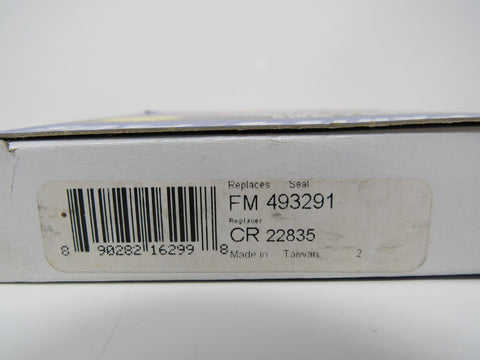 Replaces Seal
FM 493291
Replaces
CR 22835
Made in Taiwan 2
8 90282 16299 8